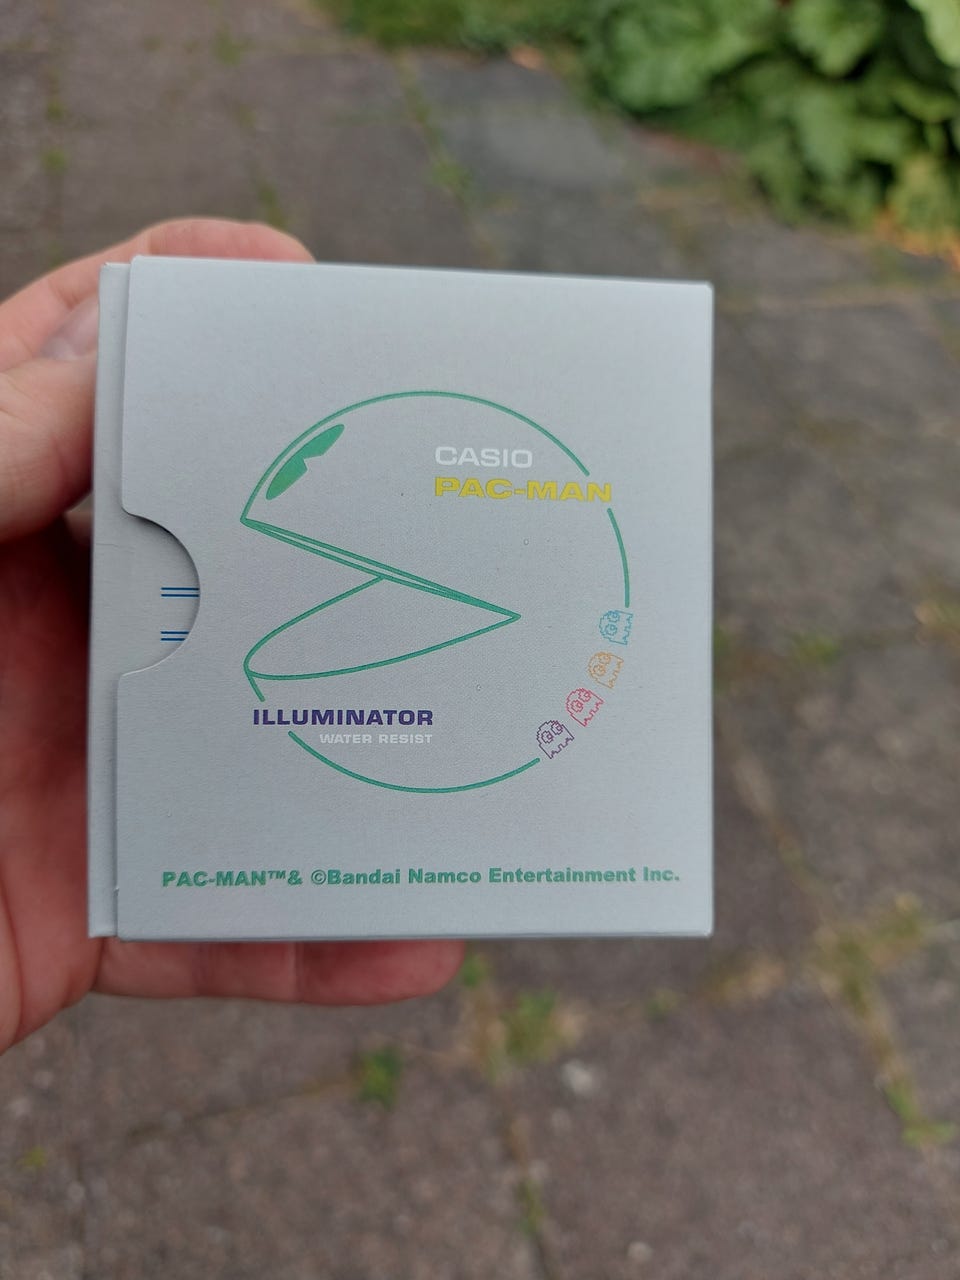 CASIO
PAC-MAN
ILLUMINATOR
WATER RESIST
PAC-MAN™& ©Bandai Namco Entertainment Inc.